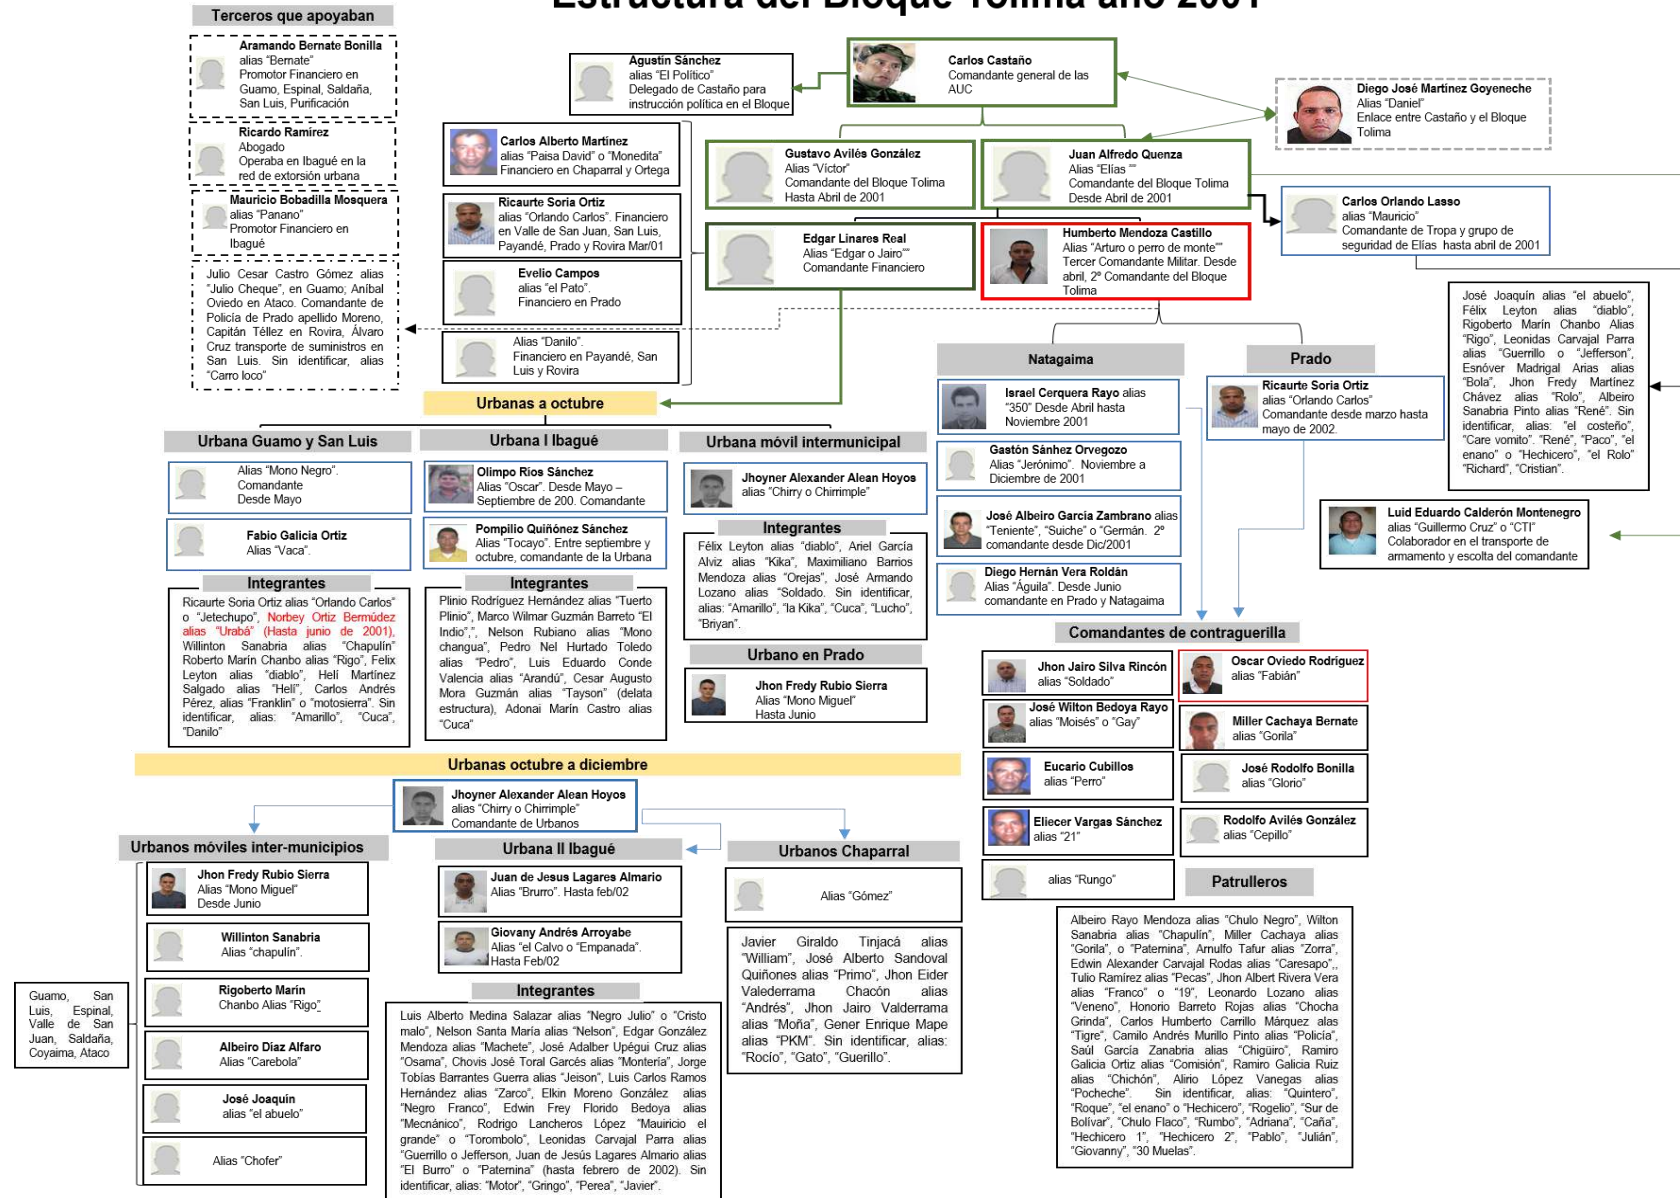 Estructura del Bloque Tolima año 2001
Terceros que apoyaban
Aramando Bernate Bonilla
alias “Bernate”
Promotor Financiero en
Guamo, Espinal, Saldaña,
San Luis, Purificación
Ricardo Ramírez
Abogado
Operaba en Ibagué en la
red de extorsión urbana
Mauricio Bobadilla Mosquera
alias “Panano”
Promotor Financiero en
Ibagué
Julio Cesar Castro Gómez alias
“Julio Cheque”, en Guamo; Aníbal
Oviedo en Ataco. Comandante de
Policía de Prado apellido Moreno,
Capitán Téllez en Rovira, Álvaro
Cruz transporte de suministros en
San Luis. Sin identificar, alias
“Carro loco”
Agustín Sánchez
alias “El Político”
Delegado de Castaño para
instrucción política en el Bloque
Carlos Castaño
Comandante general de las
AUC
Diego José Martínez Goyeneche
Alias “Daniel”
Enlace entre Castaño y el Bloque
Tolima
Carlos Alberto Martínez
alias “Paisa David” o “Monedita”
Financiero en Chaparral y Ortega
Ricaurte Soria Ortiz
alias “Orlando Carlos”. Financiero
en Valle de San Juan, San Luis,
Payandé, Prado y Rovira Mar/01
Evelio Campos
alias “el Pato”.
Financiero en Prado
Alias “Danilo”.
Financiero en Payandé, San
Luis y Rovira
Gustavo Avilés González
Alias “Víctor”
Comandante del Bloque Tolima
Hasta Abril de 2001
Juan Alfredo Quenza
Alias “Elías ””
Comandante del Bloque Tolima
Desde Abril de 2001
Carlos Orlando Lasso
alias “Mauricio”
Comandante de Tropa y grupo de
seguridad de Elías hasta abril de 2001
Edgar Linares Real
Alias “Edgar o Jairo””
Comandante Financiero
Humberto Mendoza Castillo
Alias “Arturo o perro de monte””
Tercer Comandante Militar. Desde
abril, 2º Comandante del Bloque
Tolima
José Joaquín alias “el abuelo”,
Félix Leyton alias “diablo”,
Rigoberto Marín Chanbo Alias
“Rigo”, Leonidas Carvajal Parra
alias “Guerrillo o “Jefferson”,
Esnóver Madrigal Arias alias
“Bola”, Jhon Fredy Martínez
Chávez alias “Rolo”, Albeiro
Sanabria Pinto alias “René”. Sin
identificar, alias: “el costeño”,
“Care vomito”. “René”, “Paco”, “el
enano” o “Hechicero”, “el Rolo”
“Richard”, “Cristian”.
Natagaima
Israel Cerquera Rayo alias
“350” Desde Abril hasta
Noviembre 2001
Gastón Sánhez Orvegozo
Alias “Jerónimo”. Noviembre a
Diciembre de 2001
José Albeiro García Zambrano alias
“Teniente”, “Suiche” o “Germán. 2º
comandante desde Dic/2001
Diego Hernán Vera Roldán
Alias “Águila”. Desde Junio
comandante en Prado y Natagaima
Prado
Ricaurte Soria Ortiz
alias “Orlando Carlos”
Comandante desde marzo hasta
mayo de 2002.
Luid Eduardo Calderón Montenegro
alias “Guillermo Cruz” o “CTI”
Colaborador en el transporte de
armamento y escolta del comandante
Urbanas a octubre
Urbana Guamo y San Luis
Alias “Mono Negro”.
Comandante
Desde Mayo
Fabio Galicia Ortiz
Alias “Vaca”.
Integrantes
Ricaurte Soria Ortiz alias “Orlando Carlos”
o “Jetechupo”, Norbey Ortiz Bermúdez
alias “Urabá” (Hasta junio de 2001),
Willinton Sanabria alias “Chapulín”
Roberto Marín Chanbo alias “Rigo”, Felix
Leyton alias “diablo”, Helí Martínez
Salgado alias “Helí”, Carlos Andrés
Pérez, alias “Franklin” o “motosierra”. Sin
identificar, alias: “Amarillo”, “Cuca”,
“Danilo”
Urbana I Ibagué
Olimpo Ríos Sánchez
Alias “Oscar”. Desde Mayo –
Septiembre de 200. Comandante
Pompilio Quiñónez Sánchez
Alias “Tocayo”. Entre septiembre y
octubre, comandante de la Urbana
Integrantes
Plinio Rodríguez Hernández alias “Tuerto
Plinio”, Marco Wilmar Guzmán Barreto “El
Indio”,”, Nelson Rubiano alias “Mono
changua”, Pedro Nel Hurtado Toledo
alias “Pedro”, Luis Eduardo Conde
Valencia alias “Arandú”, Cesar Augusto
Mora Guzmán alias “Tayson” (delata
estructura), Adonai Marín Castro alias
“Cuca”
Urbana móvil intermunicipal
Jhoyner Alexander Alean Hoyos
alias “Chirry o Chirrimple”
Integrantes
Félix Leyton alias “diablo”, Ariel García
Alviz alias “Kika”, Maximiliano Barrios
Mendoza alias “Orejas”, José Armando
Lozano alias “Soldado. Sin identificar,
alias: “Amarillo”, “la Kika”, “Cuca”, “Lucho”,
“Briyan”.
Urbano en Prado
Jhon Fredy Rubio Sierra
Alias “Mono Miguel”
Hasta Junio
Comandantes de contraguerilla
Jhon Jairo Silva Rincón
alias “Soldado”
Oscar Oviedo Rodríguez
alias “Fabián”
José Wilton Bedoya Rayo
alias “Moisés” o “Gay”
Miller Cachaya Bernate
alias “Gorila”
Eucario Cubillos
alias “Perro”
José Rodolfo Bonilla
alias “Glorio”
Eliecer Vargas Sánchez
alias “21”
Rodolfo Avilés González
alias “Cepillo”
alias “Rungo”
Patrulleros
Albeiro Rayo Mendoza alias “Chulo Negro”, Wilton
Sanabria alias “Chapulín”, Miller Cachaya alias
“Gorila”, o “Paternina”, Arnulfo Tafur alias “Zorra”,
Edwin Alexander Carvajal Rodas alias “Caresapo”,,
Tulio Ramírez alias “Pecas”, Jhon Albert Rivera Vera
alias “Franco” o “19”, Leonardo Lozano alias
“Veneno”, Honorio Barreto Rojas alias “Chocha
Grinda”, Carlos Humberto Carrillo Márquez alas
“Tigre”, Camilo Andrés Murillo Pinto alias “Policía”,
Saúl García Zanabria alias “Chigüiro”, Ramiro
Galicia Ortiz alias “Comisión”, Ramiro Galicia Ruiz
alias “Chichón”, Alirio López Vanegas alias
“Pocheche”. Sin identificar, alias: “Quintero”,
“Roque”, “el enano” o “Hechicero”, “Rogelio”, “Sur de
Bolívar”, “Chulo Flaco”, “Rumbo”, “Adriana”, “Caña”,
“Hechicero 1”, “Hechicero 2”, “Pablo”, “Julián”,
“Giovanny”, “30 Muelas”.
Urbanas octubre a diciembre
Jhoyner Alexander Alean Hoyos
alias “Chirry o Chirrimple”
Comandante de Urbanos
Urbanos móviles inter-municipios
Jhon Fredy Rubio Sierra
Alias “Mono Miguel”
Desde Junio
Willinton Sanabria
Alias “chapulín”.
Rigoberto Marín
Chanbo Alias “Rigo”
Albeiro Díaz Alfaro
Alias “Carebola”
José Joaquín
alias “el abuelo”
Alias “Chofer”
Guamo, San
Luis, Espinal,
Valle de San
Juan, Saldaña,
Coyaima, Ataco
Urbana II Ibagué
Juan de Jesus Lagares Almario
Alias “Brurro”. Hasta feb/02
Giovany Andrés Arroyabe
Alias “el Calvo o “Empanada”.
Hasta Feb/02
Integrantes
Luis Alberto Medina Salazar alias “Negro Julio” o “Cristo
malo”, Nelson Santa María alias “Nelson”, Edgar González
Mendoza alias “Machete”, José Adalber Upégui Cruz alias
“Osama”, Chovis José Toral Garcés alias “Montería”, Jorge
Tobías Barrantes Guerra alias “Jeison”, Luis Carlos Ramos
Hernández alias “Zarco”, Elkin Moreno González alias
“Negro Franco”, Edwin Frey Florido Bedoya alias
“Mecnánico”, Rodrigo Lancheros López “Mauiricio el
grande” o “Torombolo”, Leonidas Carvajal Parra alias
“Guerrillo o Jefferson, Juan de Jesús Lagares Almario alias
“El Burro” o “Paternina” (hasta febrero de 2002). Sin
identificar, alias: “Motor”, “Gringo”, “Perea”, “Javier”.
Urbanos Chaparral
Alias “Gómez”
Javier Giraldo Tinjacá alias
“William”, José Alberto Sandoval
Quiñones alias “Primo”, Jhon Eider
Valederrama Chacón alias
“Andrés”, Jhon Jairo Valderrama
alias “Moña”, Gener Enrique Mape
alias “PKM”. Sin identificar, alias:
“Rocío”, “Gato”, “Guerillo”.